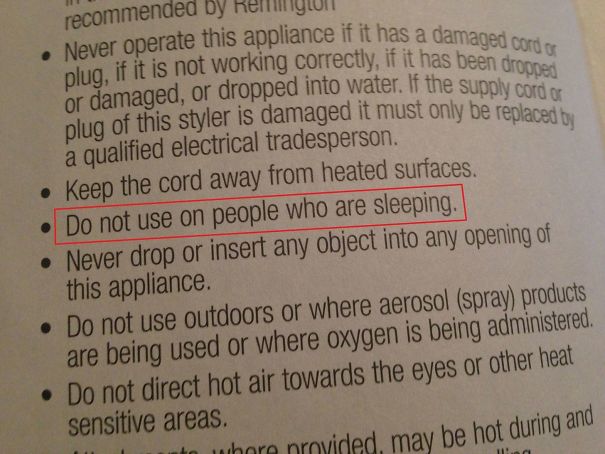 recommended by Remington
• Never operate this appliance if it has a damaged cord or
plug, if it is not working correctly, if it has been dropped
or damaged, or dropped into water. If the supply cord or
plug of this styler is damaged it must only be replaced by
a qualified electrical tradesperson.
• Keep the cord away from heated surfaces.
• Do not use on people who are sleeping.
• Never drop or insert any object into any opening of
this appliance.
• Do not use outdoors or where aerosol (spray) products
are being used or where oxygen is being administered.
• Do not direct hot air towards the eyes or other heat
sensitive areas.
where provided, may be hot during and